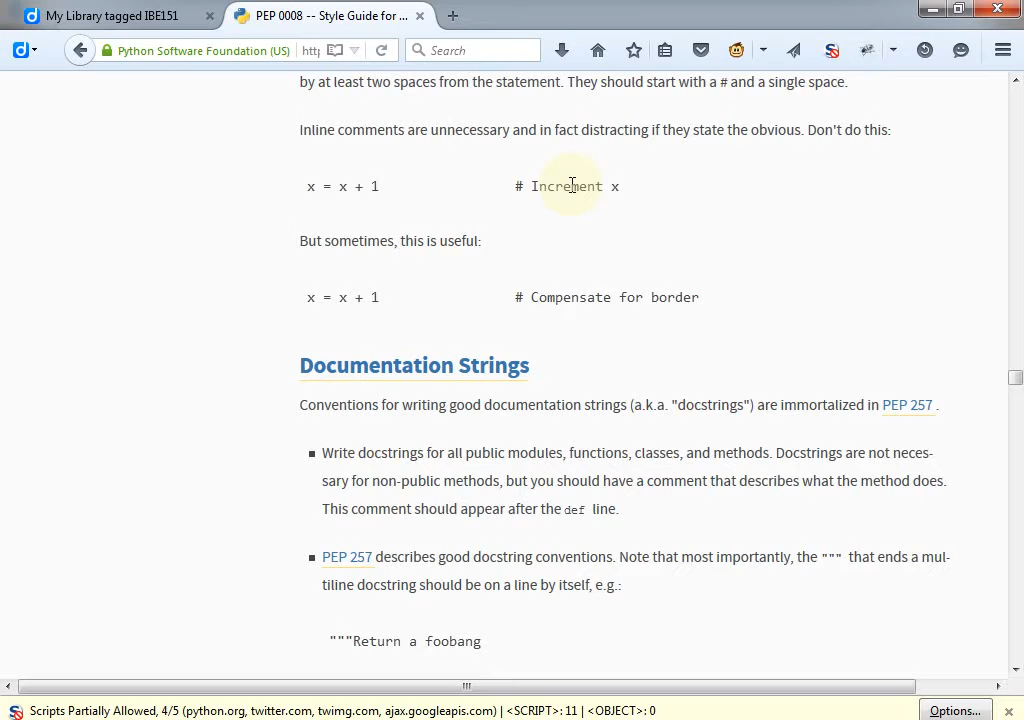 My Library tagged IBE151
PEP 0008 -- Style Guide for ...
Python Software Foundation (US)
Search
by at least two spaces from the statement. They should start with a # and a single space.
Inline comments are unnecessary and in fact distracting if they state the obvious. Don't do this:
x = x + 1 # Increment x
But sometimes, this is useful:
x = x + 1 # Compensate for border
Documentation Strings
Conventions for writing good documentation strings (a.k.a. "docstrings") are immortalized in PEP 257 .
Write docstrings for all public modules, functions, classes, and methods. Docstrings are not neces-
sary for non-public methods, but you should have a comment that describes what the method does.
This comment should appear after the def line.
PEP 257 describes good docstring conventions. Note that most importantly, the """ that ends a mul-
tiline docstring should be on a line by itself, e.g.:
"""Return a foobang
Scripts Partially Allowed, 4/5 (python.org, twitter.com, twimg.com, ajax.googleapis.com) | <SCRIPT>: 11 | <OBJECT>: 0
Options...